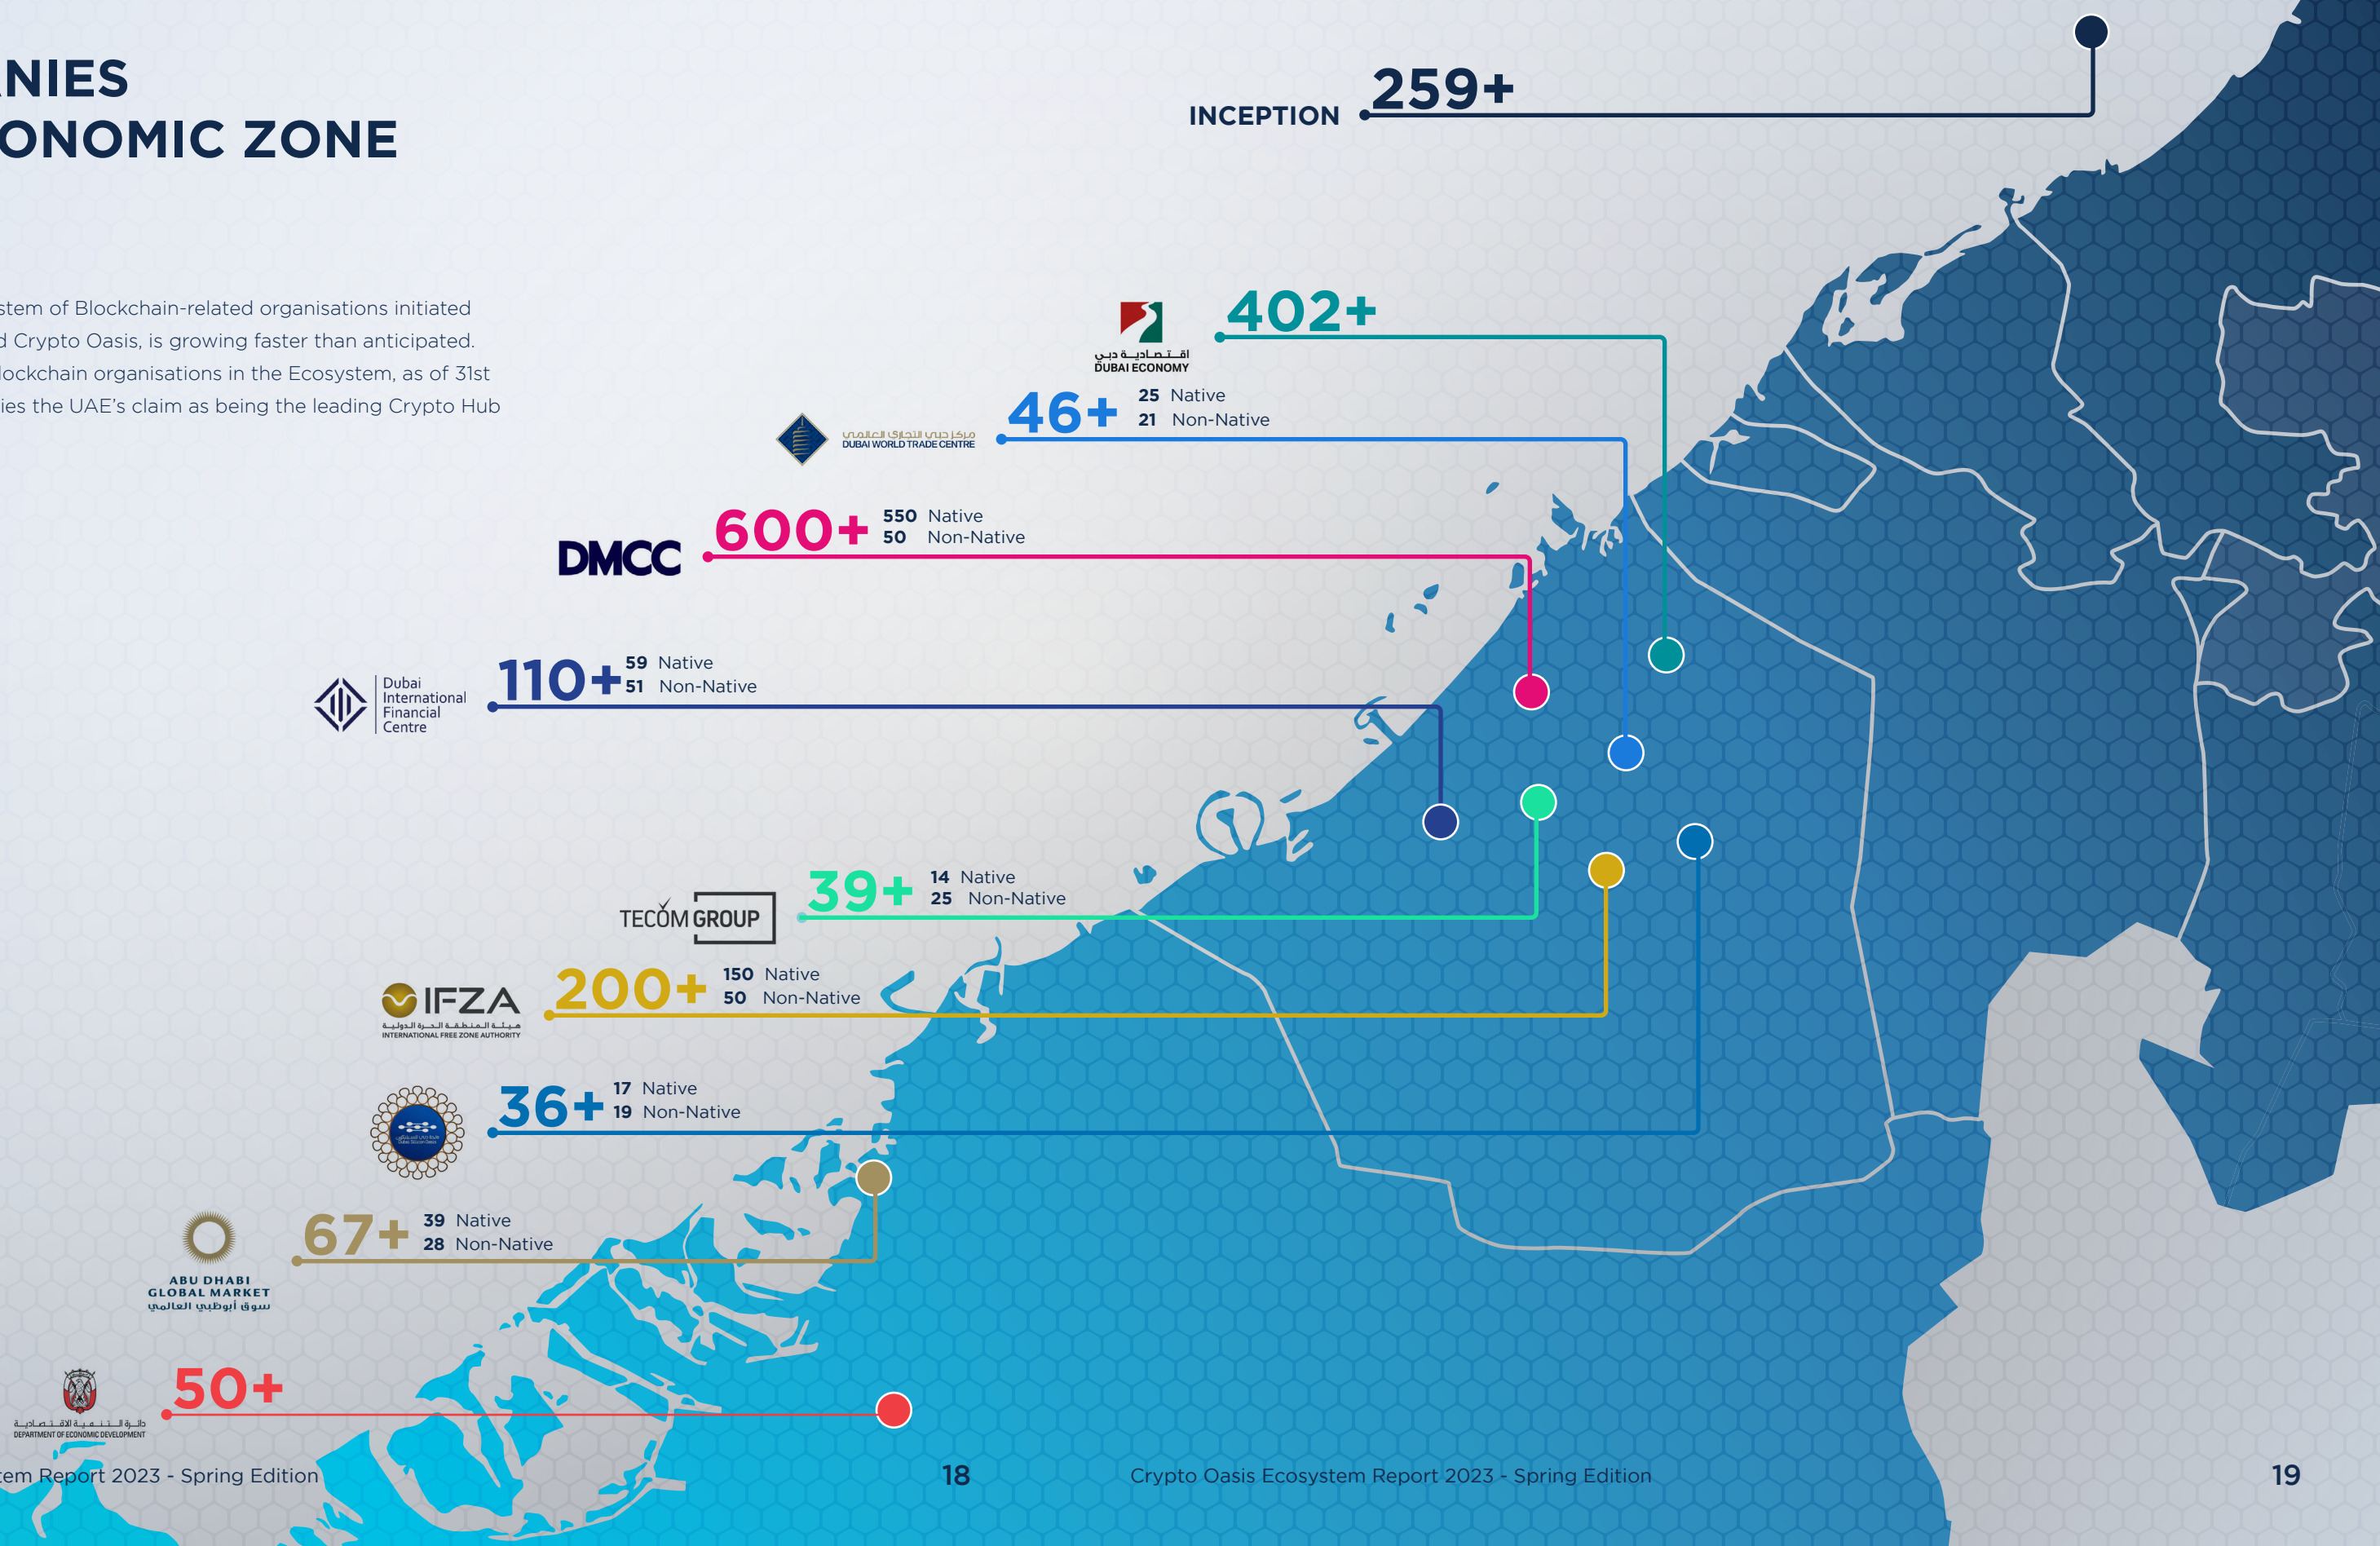 ANIES
ONOMIC ZONE
stem of Blockchain-related organisations initiated
d Crypto Oasis, is growing faster than anticipated.
lockchain organisations in the Ecosystem, as of 31st
ies the UAE's claim as being the leading Crypto Hub
INCEPTION
259+
402+
اقتصادية دبي
DUBAI ECONOMY
46+
25 Native
21 Non-Native
مركز دبي التجاري العالمي
DUBAI WORLD TRADE CENTRE
DMCC
600+
550 Native
50 Non-Native
Dubai
International
Financial
Centre
110+
59 Native
51 Non-Native
TECOM GROUP
39+
14 Native
25 Non-Native
IFZA
هيئة المنطقة الحرة الدولية
INTERNATIONAL FREE ZONE AUTHORITY
200+
150 Native
50 Non-Native
36+
17 Native
19 Non-Native
ABU DHABI
GLOBAL MARKET
سوق أبوظبي العالمي
67+
39 Native
28 Non-Native
50+
دائرة التنمية الاقتصادية
DEPARTMENT OF ECONOMIC DEVELOPMENT
tem Report 2023 - Spring Edition
18
Crypto Oasis Ecosystem Report 2023 - Spring Edition
19